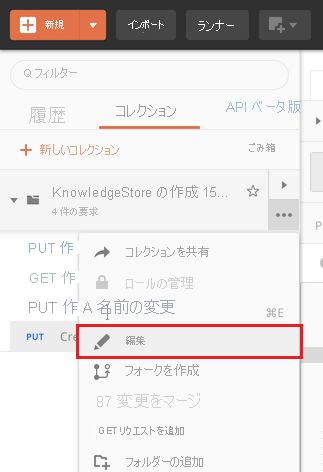 新規 インポート ランナー
Q フィルター
履歴 コレクション API ベータ版
+ 新しいコレクション ごみ箱
KnowledgeStore の作成 15...
4 件の要求
PUT 作
コレクションを共有
GET 作
ロールの管理
PUT 作 A 名前の変更 ⌘E
PUT Cre
編集
フォークを作成
87 変更をマージ
GETリクエストを追加
フォルダーの追加